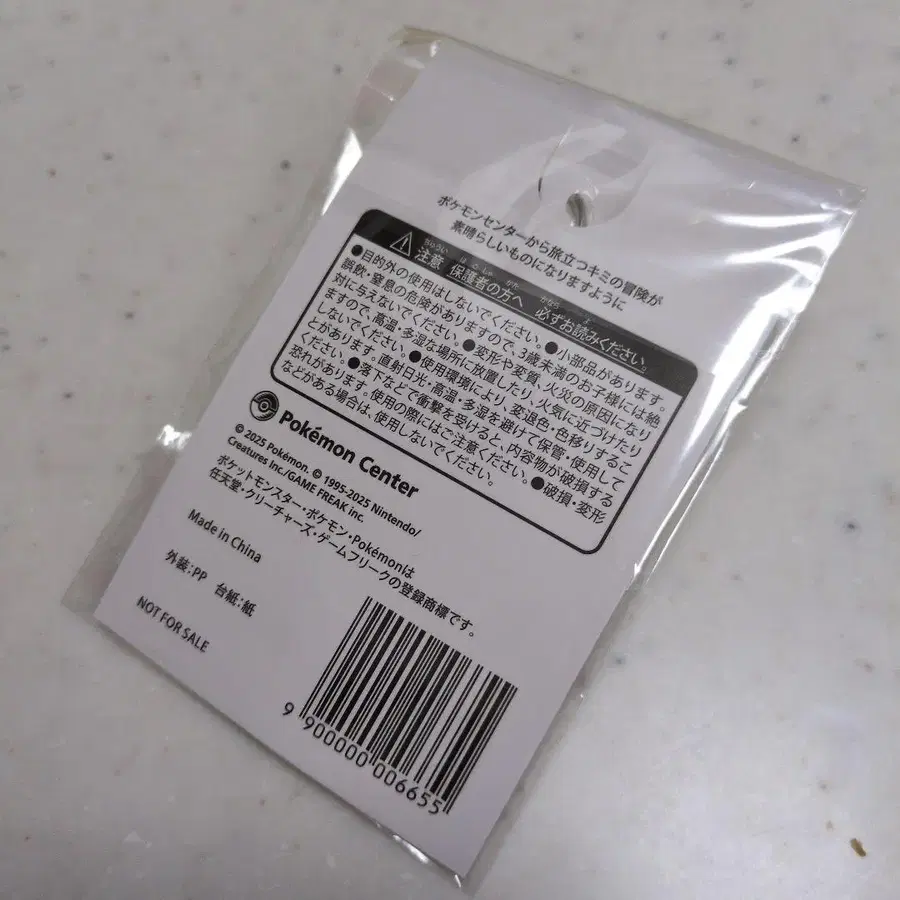 ポケモンセンターから旅立つキミの冒険が
素晴らしいものになりますように
ちゅうい ほごしゃ かた かなら よ
注意 保護者の方へ 必ずお読みください。
●目的外の使用はしないでください。●小部品があります。
誤飲・窒息の危険がありますので、3歳未満のお子様には絶
対に与えないでください。●変形や変質、火災の原因になり
ますので、高温・多湿な場所に放置したり、火気に近づけたり
しないでください。●使用環境により、変退色・色移りするこ
とがあります。直射日光・高温・多湿を避けて保管・使用して
ください。●落下などで衝撃を受けると、内容物が破損する
恐れがあります。使用の際にはご注意ください。●破損・変形
などがある場合は、使用しないでください。
Pokémon Center
© 2025 Pokémon. © 1995-2025 Nintendo/
Creatures Inc./GAME FREAK inc.
ポケットモンスター・ポケモン・Pokémonは
任天堂・クリーチャーズ・ゲームフリークの登録商標です。
Made in China
外装:PP 台紙:紙
NOT FOR SALE
9 900000 006655